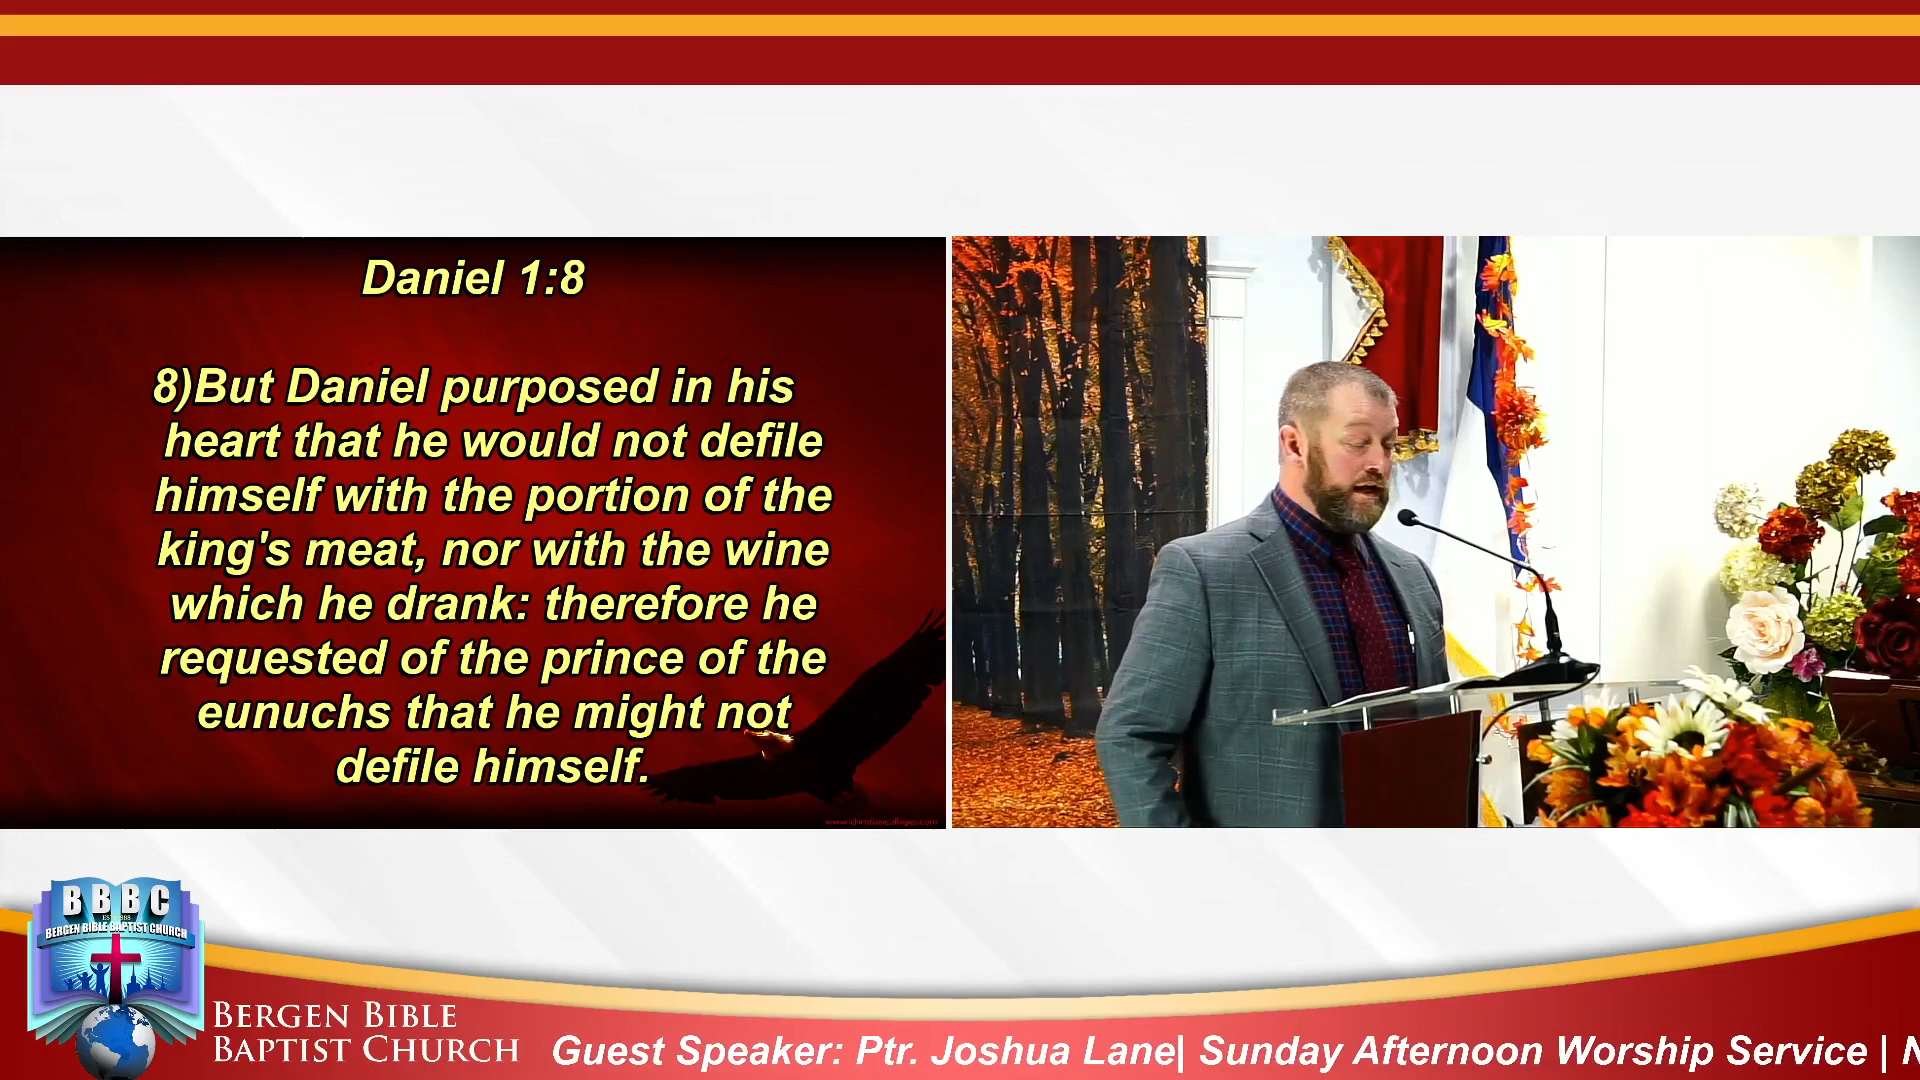 Daniel 1:8
8)But Daniel purposed in his
heart that he would not defile
himself with the portion of the
king's meat, nor with the wine
which he drank: therefore he
requested of the prince of the
eunuchs that he might not
defile himself.
B B B C
BERGEN BIBLE BAPTIST CHURCH
BERGEN BIBLE
BAPTIST CHURCH
Guest Speaker: Ptr. Joshua Lane| Sunday Afternoon Worship Service | N